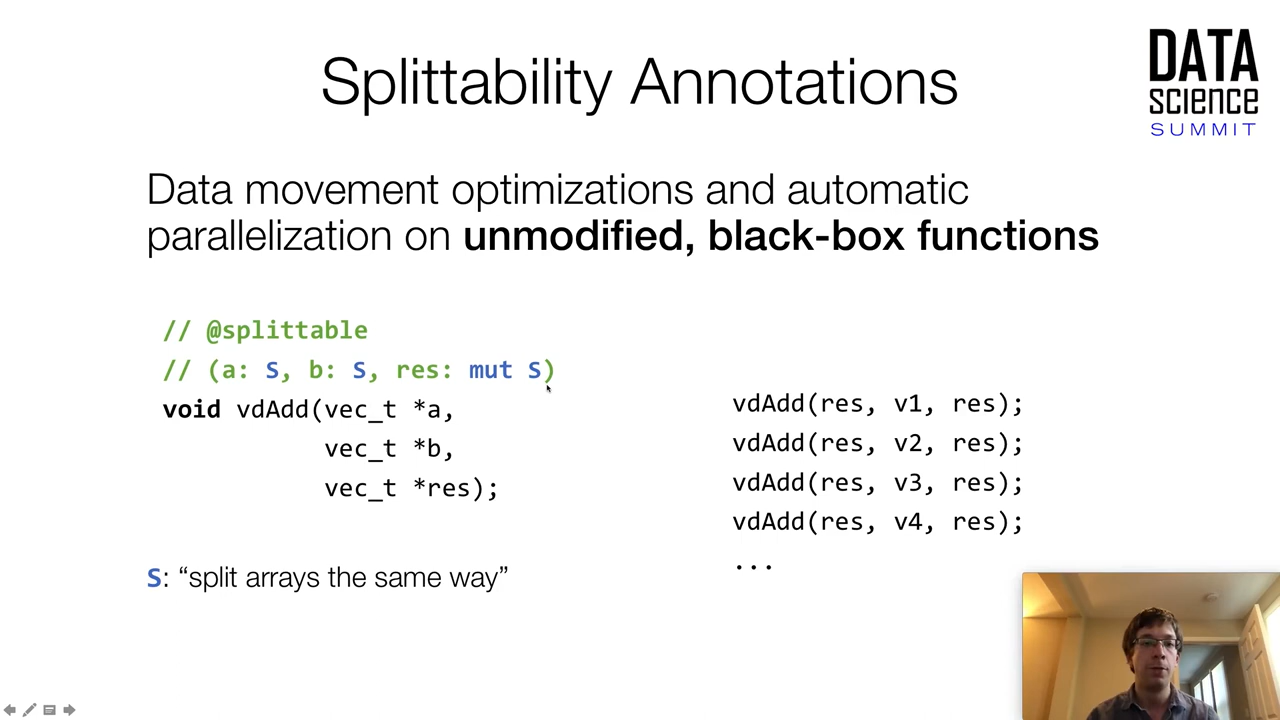 Splittability Annotations
DATA
SCIENCE
SUMMIT
Data movement optimizations and automatic
parallelization on unmodified, black-box functions
// @splittable
// (a: S, b: S, res: mut S)
void vdAdd(vec_t *a,
vec_t *b,
vec_t *res);
S: “split arrays the same way”
vdAdd(res, v1, res);
vdAdd(res, v2, res);
vdAdd(res, v3, res);
vdAdd(res, v4, res);
...